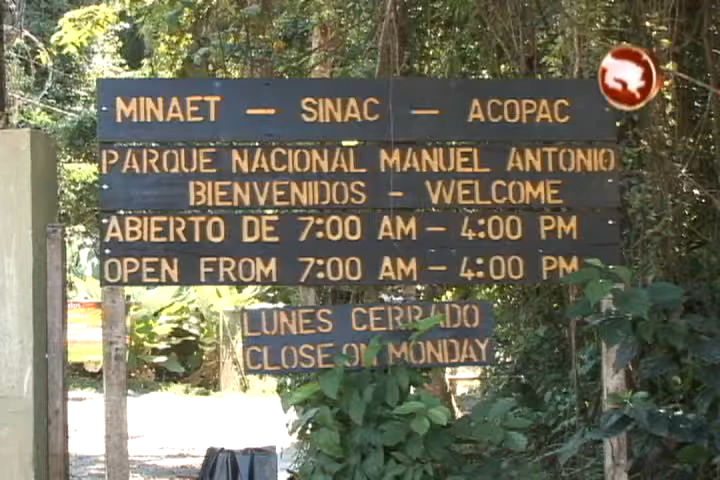 MINAET — SINAC — ACOPAC
PARQUE NACIONAL MANUEL ANTONIO
BIENVENIDOS - WELCOME
ABIERTO DE 7:00 AM - 4:00 PM
OPEN FROM 7:00 AM - 4:00 PM
LUNES CERRADO
CLOSE ON MONDAY